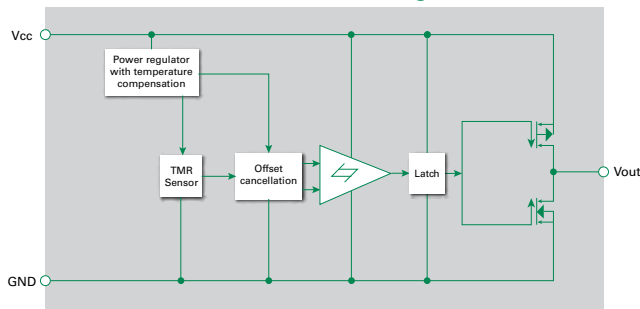 Vcc
Power regulator
with temperature
compensation
TMR
Sensor
Offset
cancellation
Latch
Vout
GND